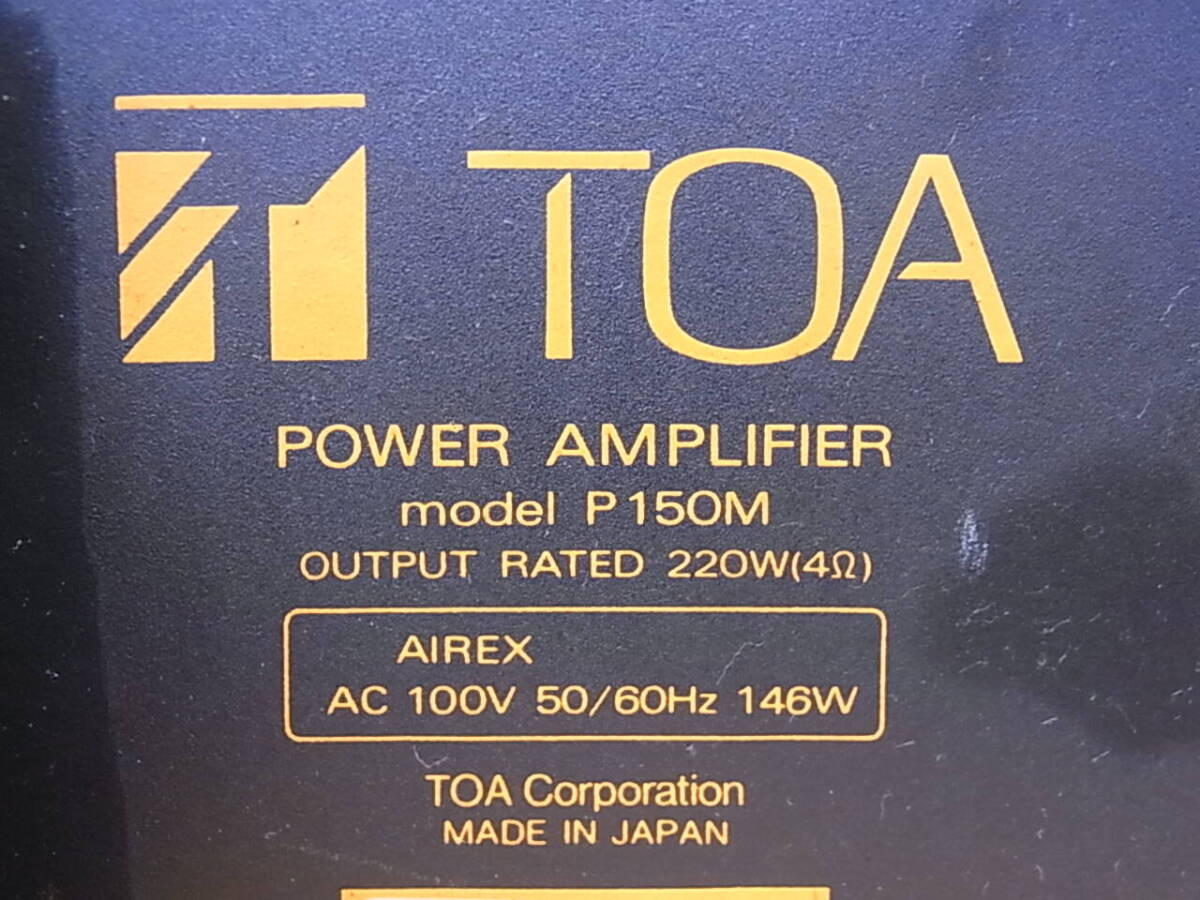 TOA
POWER AMPLIFIER
model P150M
OUTPUT RATED 220W(4Ω)
AIREX
AC 100V 50/60Hz 146W
TOA Corporation
MADE IN JAPAN